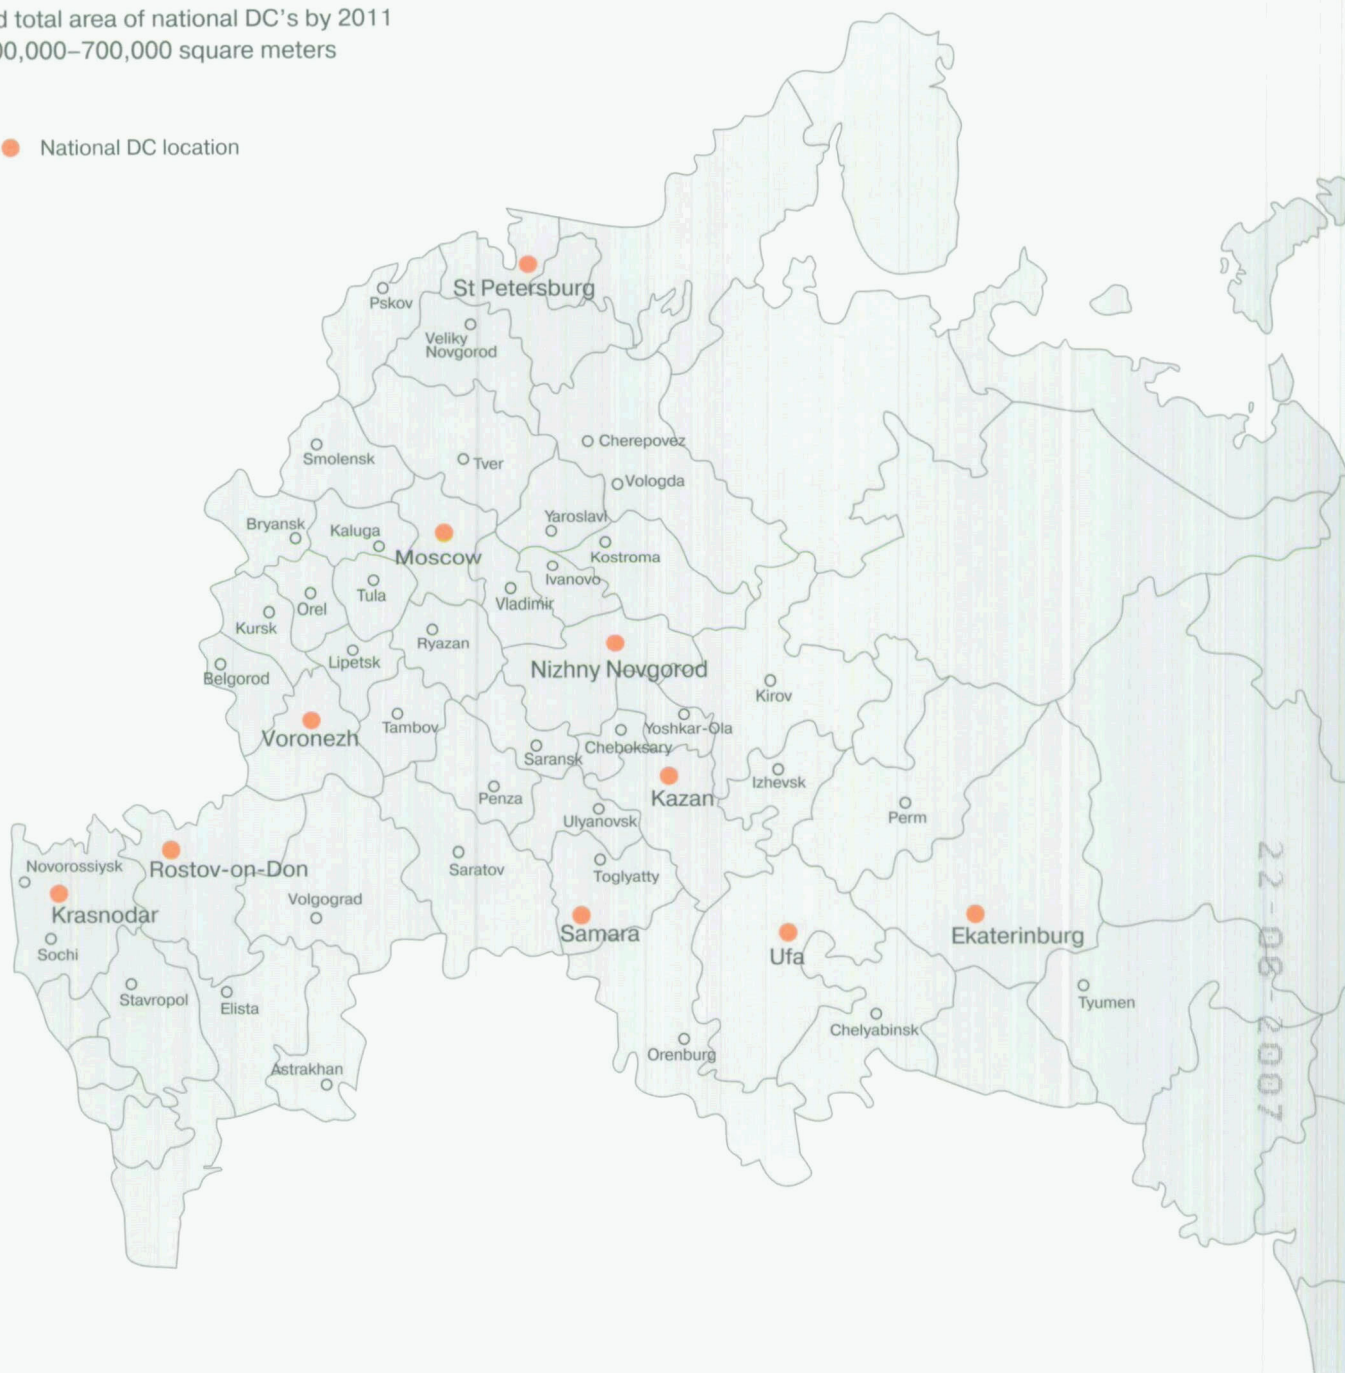 d total area of national DC's by 2011
00,000–700,000 square meters
National DC location
St Petersburg
Pskov
Veliky
Novgorod
Cherepovez
Smolensk
Tver
Vologda
Bryansk
Kaluga
Yaroslavl
Moscow
Kostroma
Ivanovo
Orel
Tula
Vladimir
Kursk
Ryazan
Lipetsk
Nizhny Novgorod
Belgorod
Kirov
Voronezh
Tambov
Yoshkar-Ola
Cheboksary
Saransk
Izhevsk
Penza
Kazan
Ulyanovsk
Perm
Novorossiysk
Rostov-on-Don
Saratov
Toglyatty
Krasnodar
Volgograd
Samara
Ufa
Ekaterinburg
Sochi
Stavropol
Elista
Tyumen
Chelyabinsk
Orenburg
Astrakhan
22-08-2007